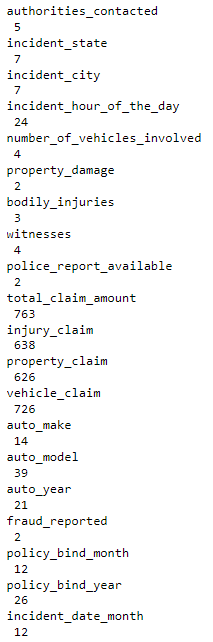 authorities_contacted
5
incident_state
7
incident_city
7
incident_hour_of_the_day
24
number_of_vehicles_involved
4
property_damage
2
bodily_injuries
3
witnesses
4
police_report_available
2
total_claim_amount
763
injury_claim
638
property_claim
626
vehicle_claim
726
auto_make
14
auto_model
39
auto_year
21
fraud_reported
2
policy_bind_month
12
policy_bind_year
26
incident_date_month
12